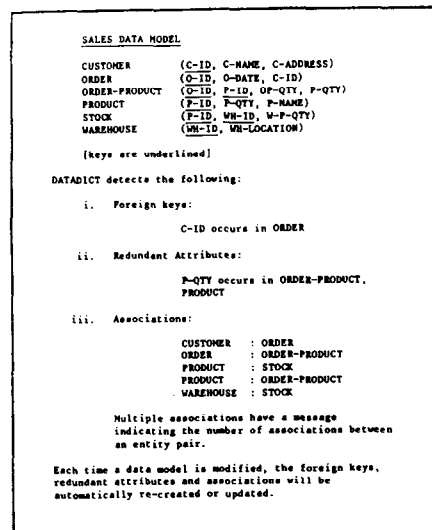 SALES DATA MODEL
CUSTOMER (C-ID, C-NAME, C-ADDRESS)
ORDER (O-ID, O-DATE, C-ID)
ORDER-PRODUCT (O-ID, P-ID, OP-QTY, P-QTY)
PRODUCT (P-ID, P-QTY, P-NAME)
STOCK (P-ID, WH-ID, W-P-QTY)
WAREHOUSE (WH-ID, WH-LOCATION)
[keys are underlined]
DATADICT detects the following:
i. Foreign keys:
C-ID occurs in ORDER
ii. Redundant Attributes:
P-QTY occurs in ORDER-PRODUCT,
PRODUCT
iii. Associations:
CUSTOMER : ORDER
ORDER : ORDER-PRODUCT
PRODUCT : STOCK
PRODUCT : ORDER-PRODUCT
WAREHOUSE : STOCK
Multiple associations have a message
indicating the number of associations between
an entity pair.
Each time a data model is modified, the foreign keys,
redundant attributes and associations will be
automatically re-created or updated.